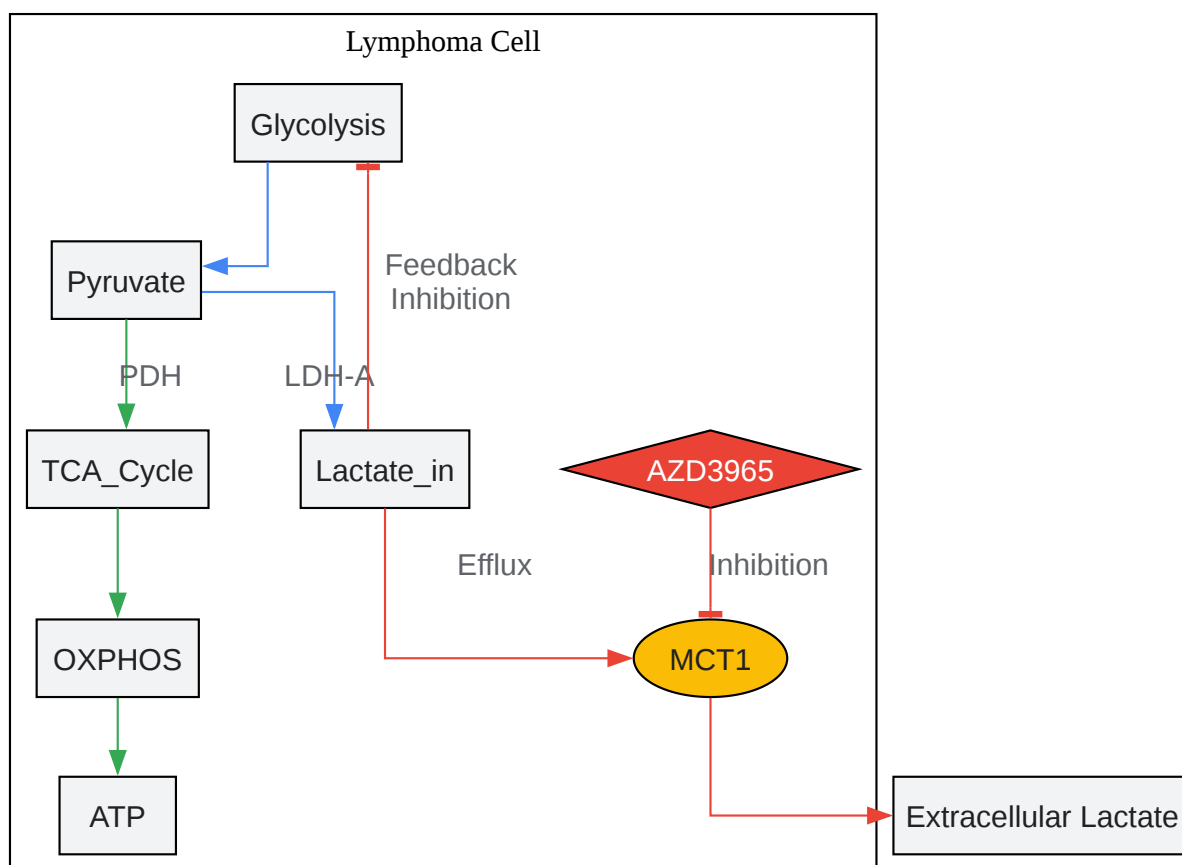 Lymphoma Cell
Glycolysis
Feedback
Inhibition
Pyruvate
PDH
LDH-A
TCA_Cycle
Lactate_in
AZD3965
Efflux
Inhibition
OXPHOS
MCT1
ATP
Extracellular Lactate